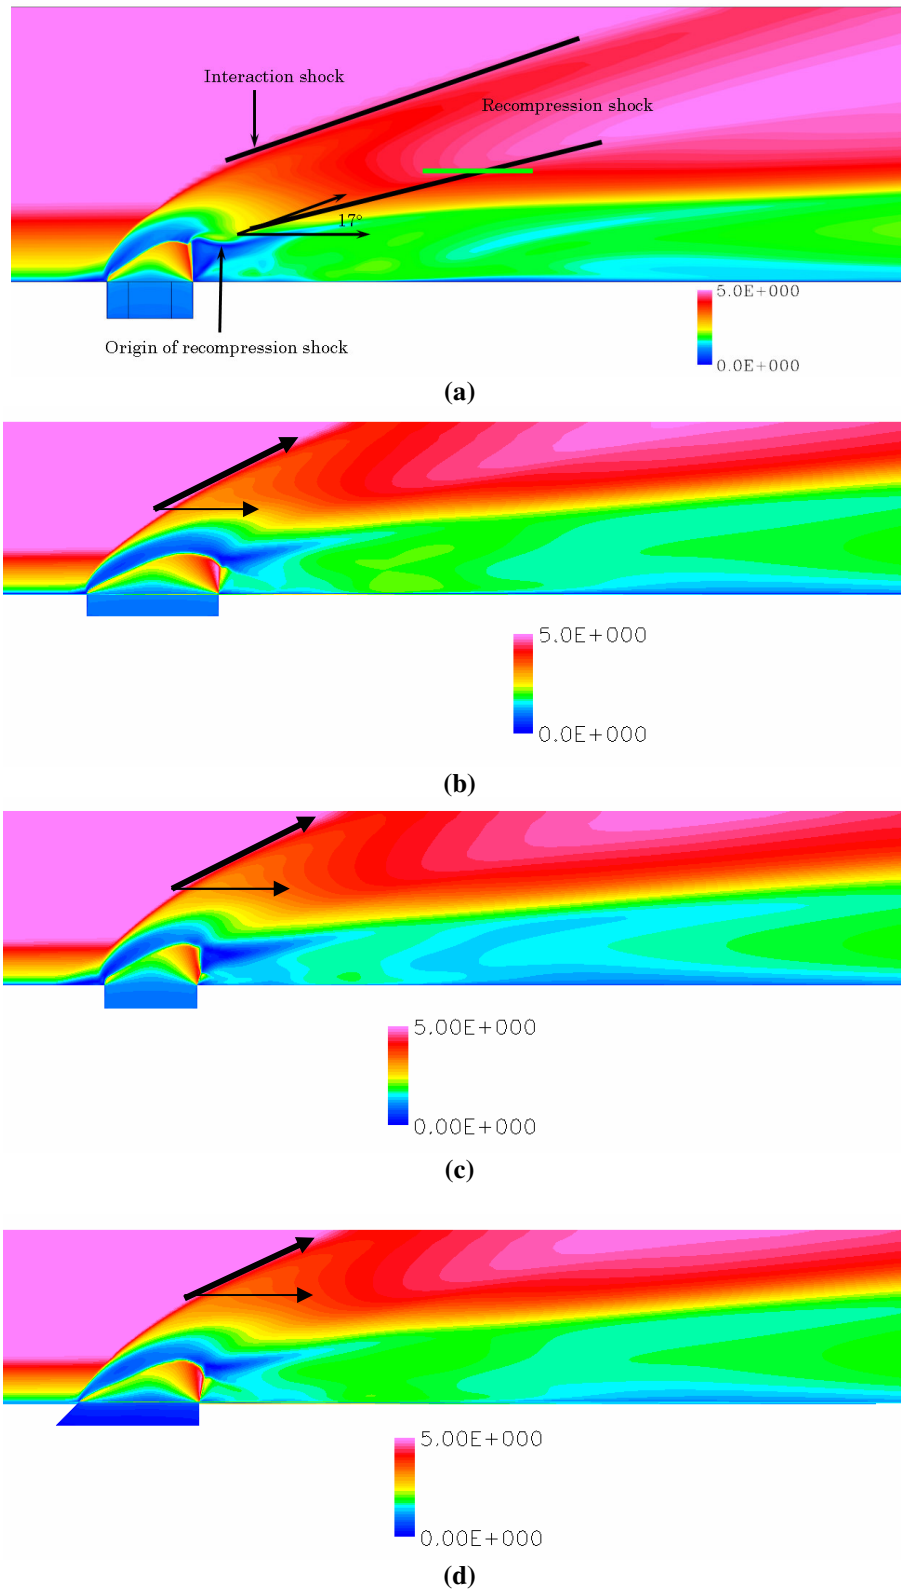 Interaction shock
Recompression shock
17°
Origin of recompression shock
5.0E+000
0.0E+000
(a)
5.0E+000
0.0E+000
(b)
5.00E+000
0.00E+000
(c)
5.00E+000
0.00E+000
(d)